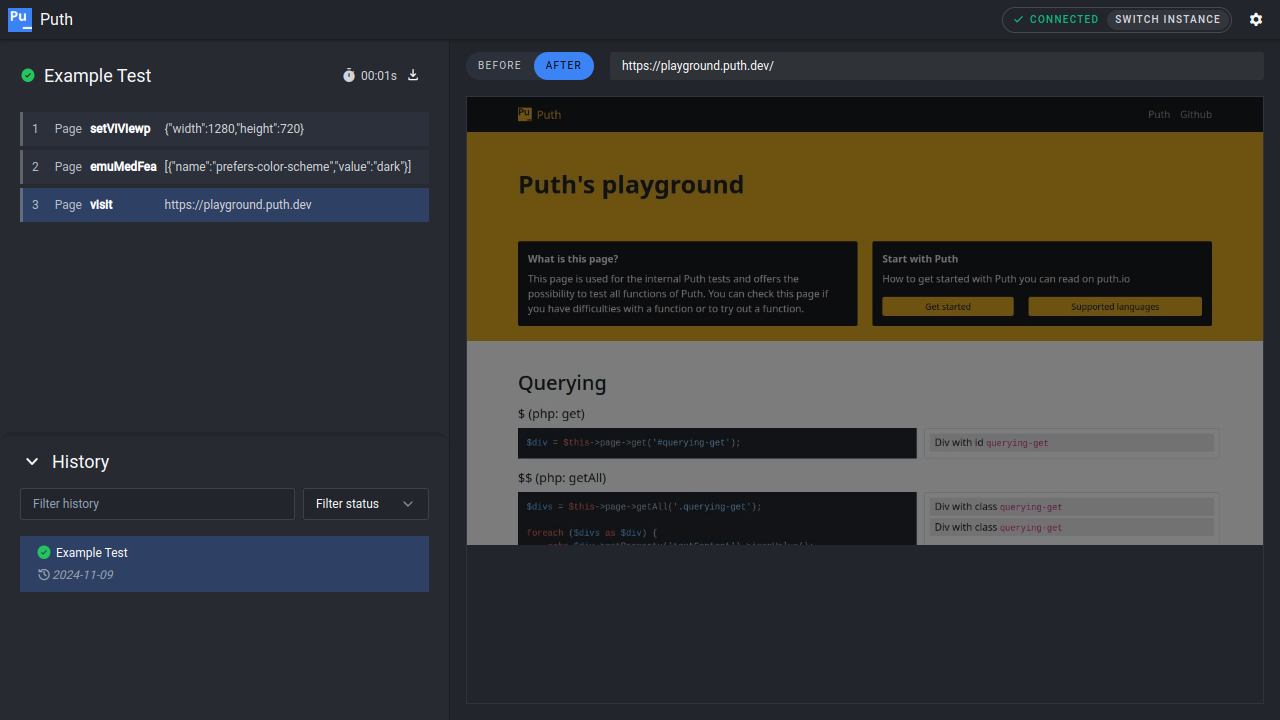 Pu Puth
CONNECTED SWITCH INSTANCE
Example Test 00:01s
1 Page setVIVIewp {"width":1280,"height":720}
2 Page emuMedFea [{"name":"prefers-color-scheme","value":"dark"}]
3 Page visit https://playground.puth.dev
History
Filter history Filter status
Example Test
2024-11-09
BEFORE AFTER https://playground.puth.dev/
Pu Puth Puth Github
Puth's playground
What is this page?
This page is used for the internal Puth tests and offers the
possibility to test all functions of Puth. You can check this page if
you have difficulties with a function or to try out a function.
Start with Puth
How to get started with Puth you can read on puth.io
Get started Supported languages
Querying
$ (php: get)
$div = $this->page->get('#querying-get');
Div with id querying-get
$$ (php: getAll)
$divs = $this->page->getAll('.querying-get');
foreach ($divs as $div) {
Div with class querying-get
Div with class querying-get